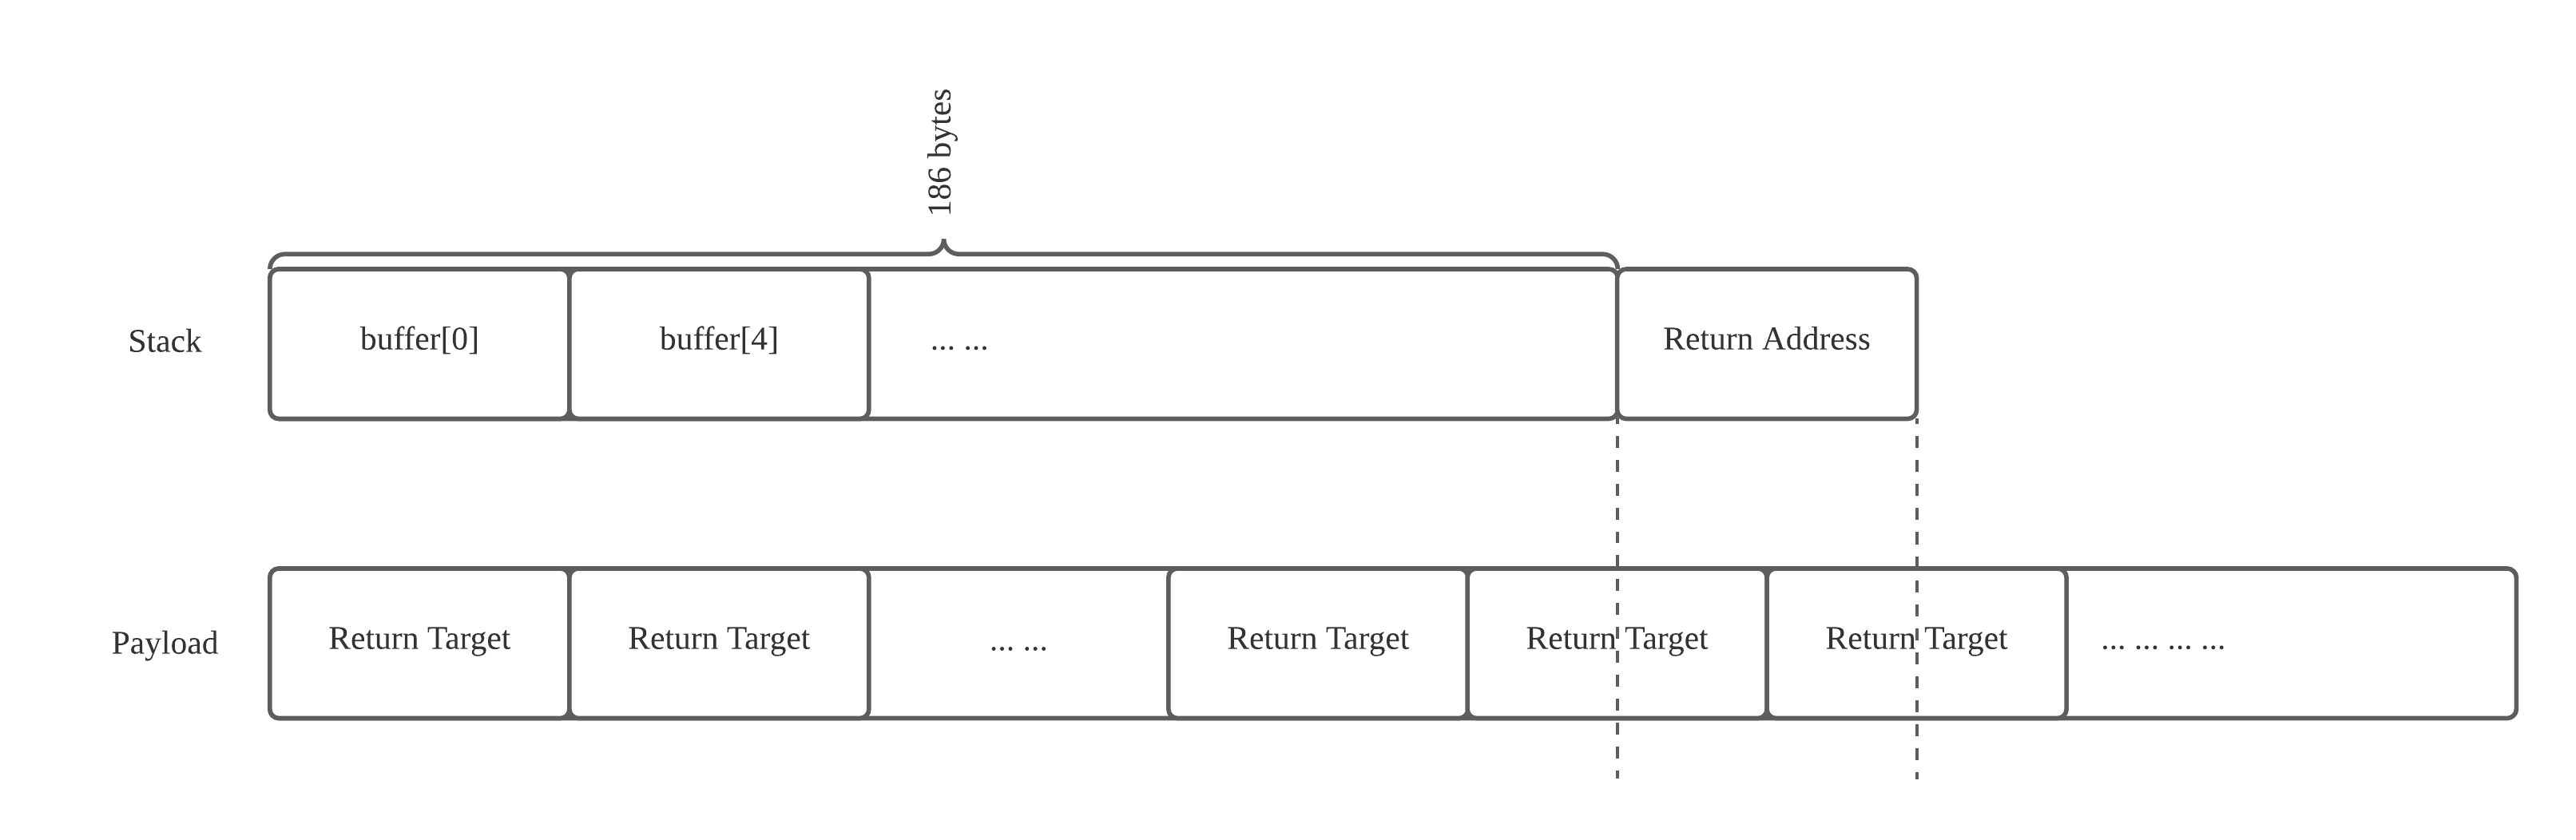 186 bytes
Stack
buffer[0]
buffer[4]
... ...
Return Address
Payload
Return Target
Return Target
... ...
Return Target
Return Target
Return Target
... ... ... ...